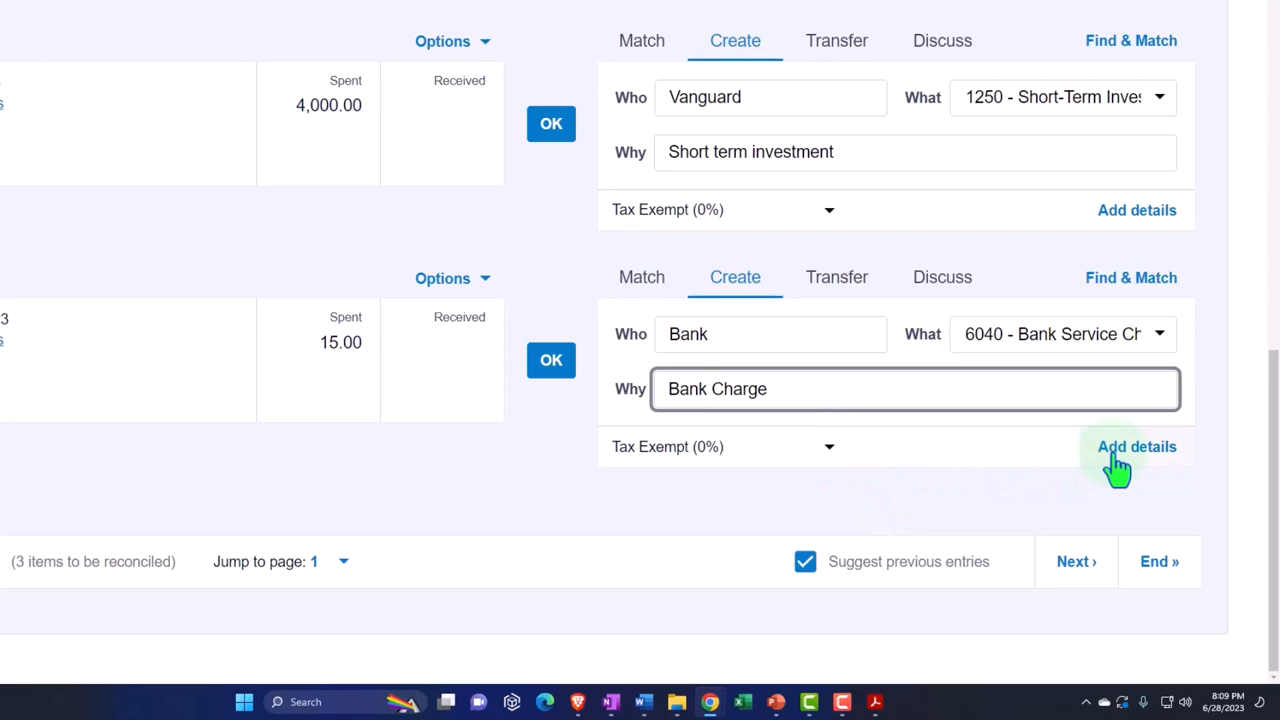 Options
Match Create Transfer Discuss Find & Match
Spent Received
s
4,000.00
Who Vanguard What 1250 - Short-Term Inves
OK
Why Short term investment
Tax Exempt (0%) Add details
Options
Match Create Transfer Discuss Find & Match
3 Spent Received
s
15.00
Who Bank What 6040 - Bank Service Ch
OK
Why Bank Charge
Tax Exempt (0%) Add details
(3 items to be reconciled) Jump to page: 1 Suggest previous entries Next › End »
Search
8:09 PM
6/28/2023